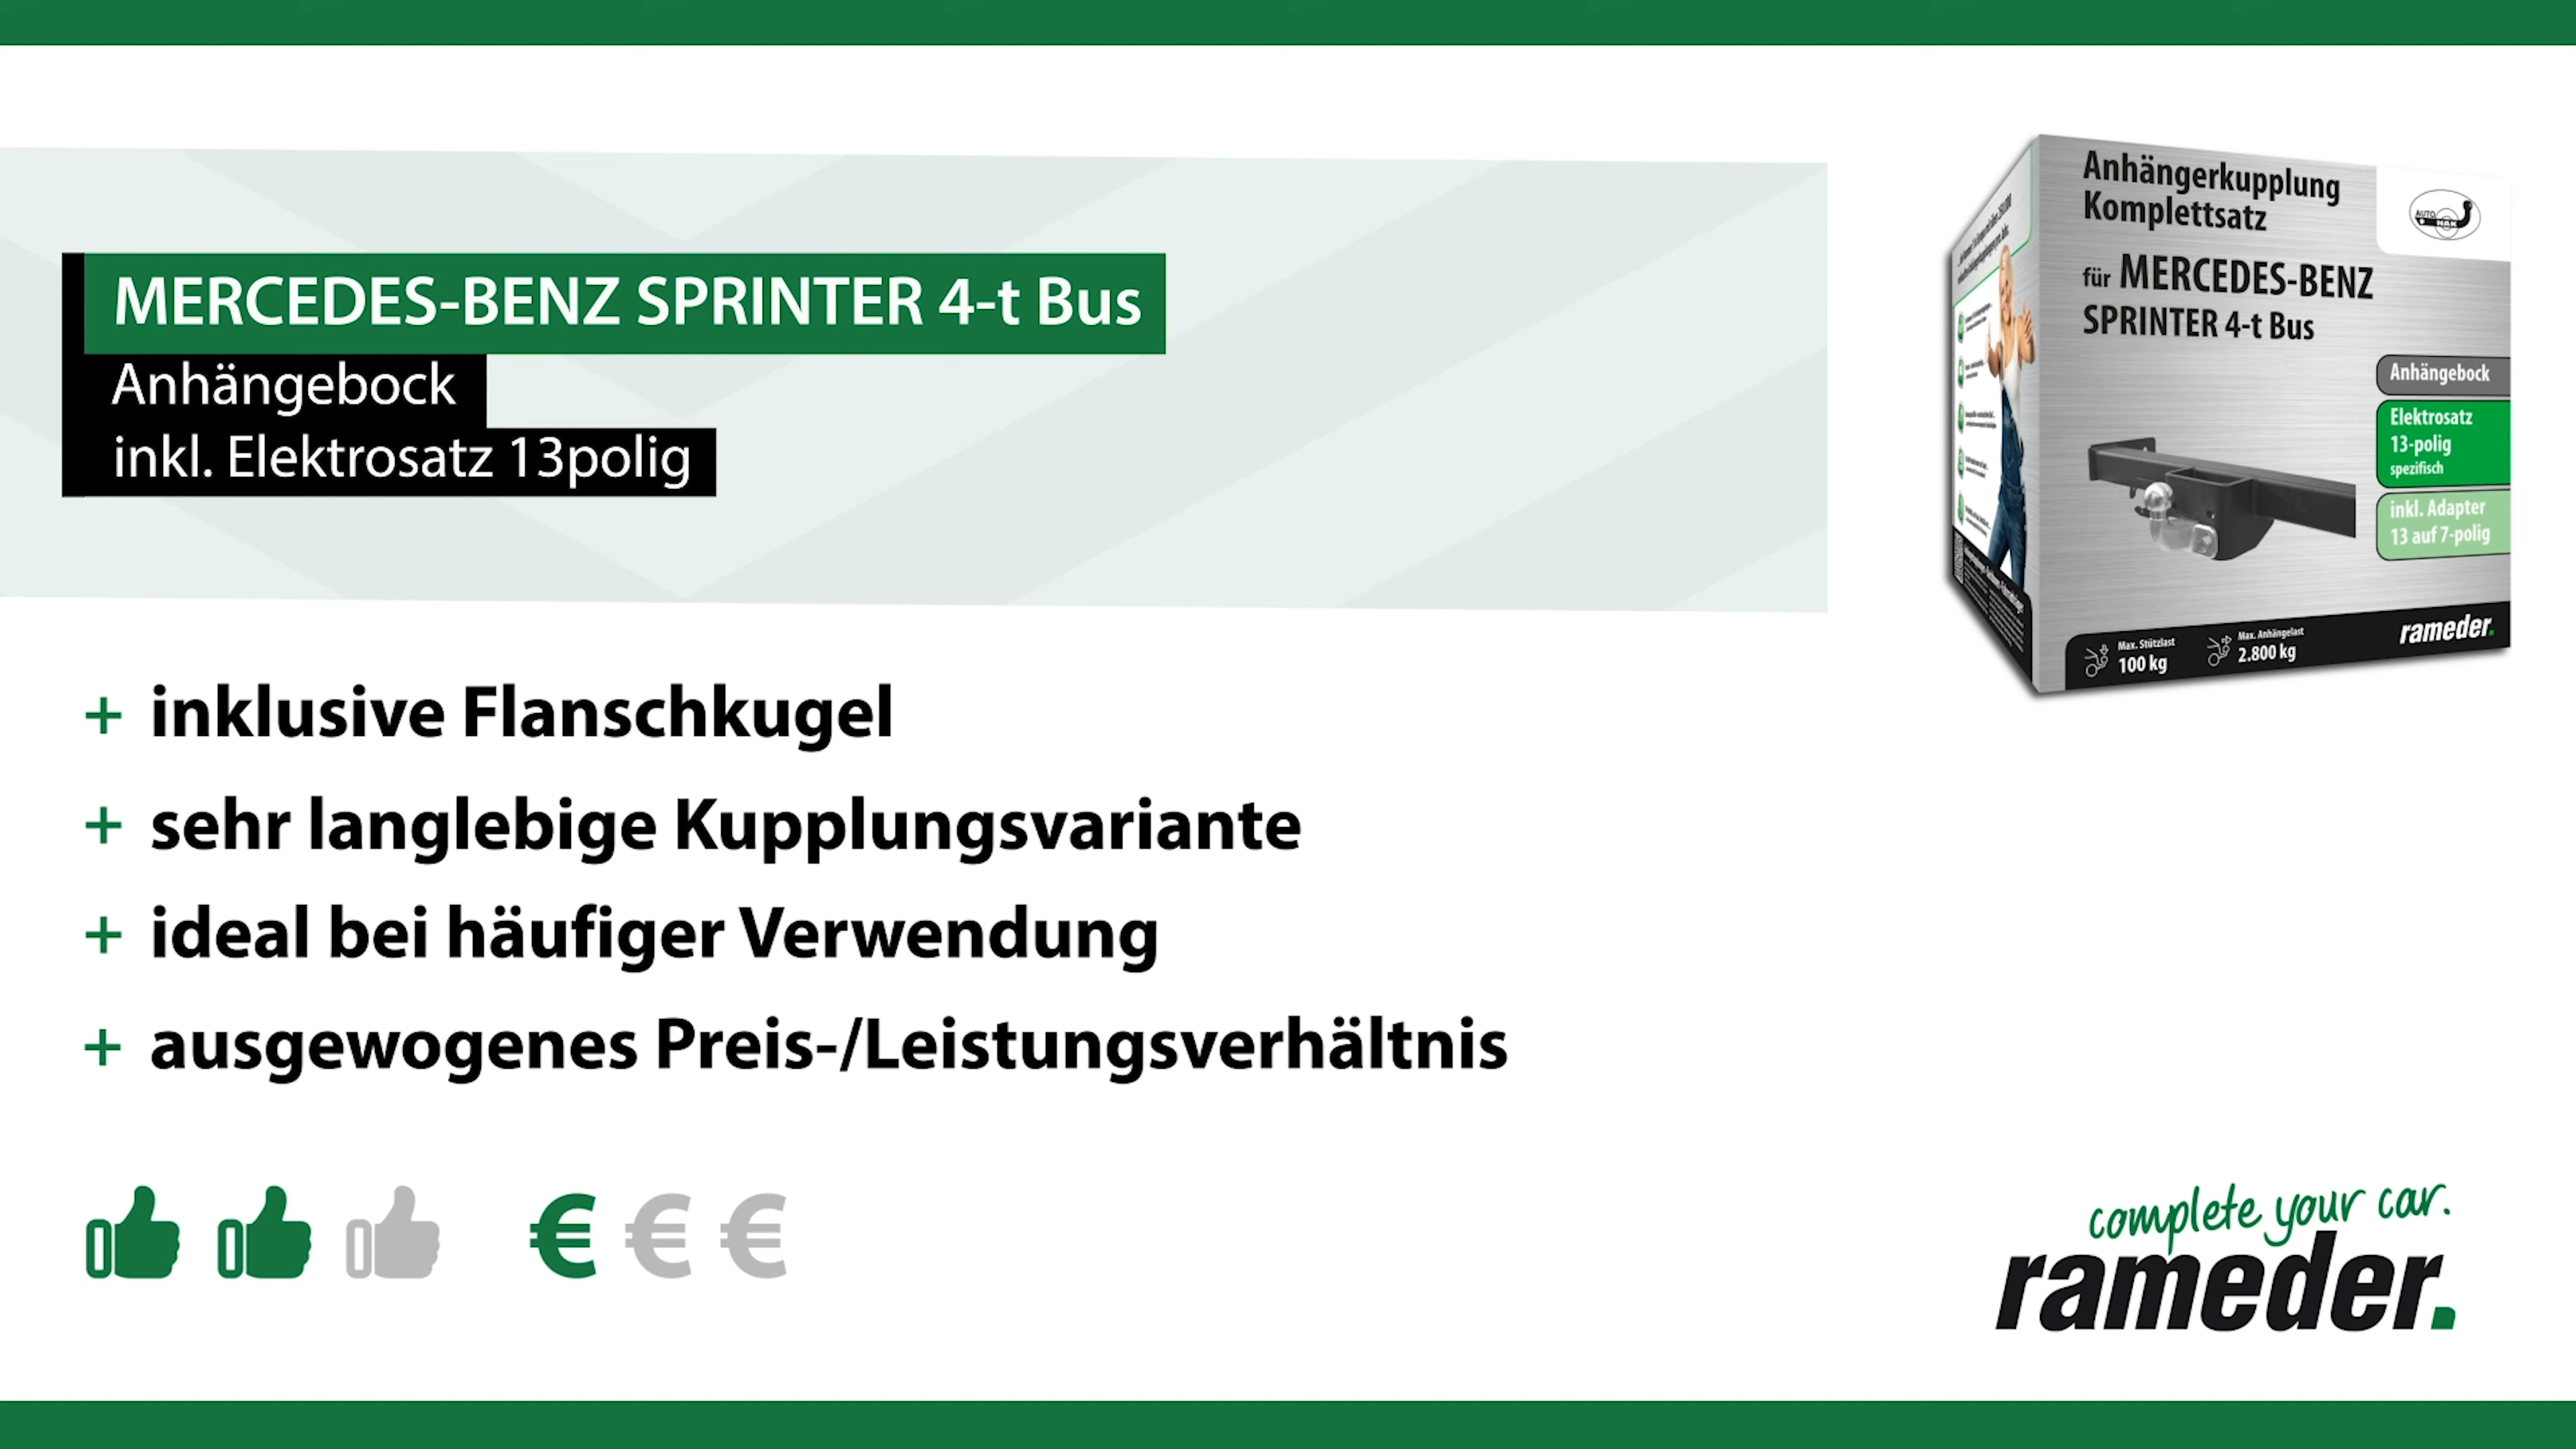 MERCEDES-BENZ SPRINTER 4-t Bus
Anhängebock
inkl. Elektrosatz 13polig
+ inklusive Flanschkugel
+ sehr langlebige Kupplungsvariante
+ ideal bei häufiger Verwendung
+ ausgewogenes Preis-/Leistungsverhältnis
€ € €
Anhängerkupplung
Komplettsatz
für MERCEDES-BENZ
SPRINTER 4-t Bus
AUTO
HAK
Anhängebock
Elektrosatz
13-polig
spezifisch
inkl. Adapter
13 auf 7-polig
Max. Stützlast
100 kg
Max. Anhängelast
2.800 kg
rameder.
complete your car.
rameder.